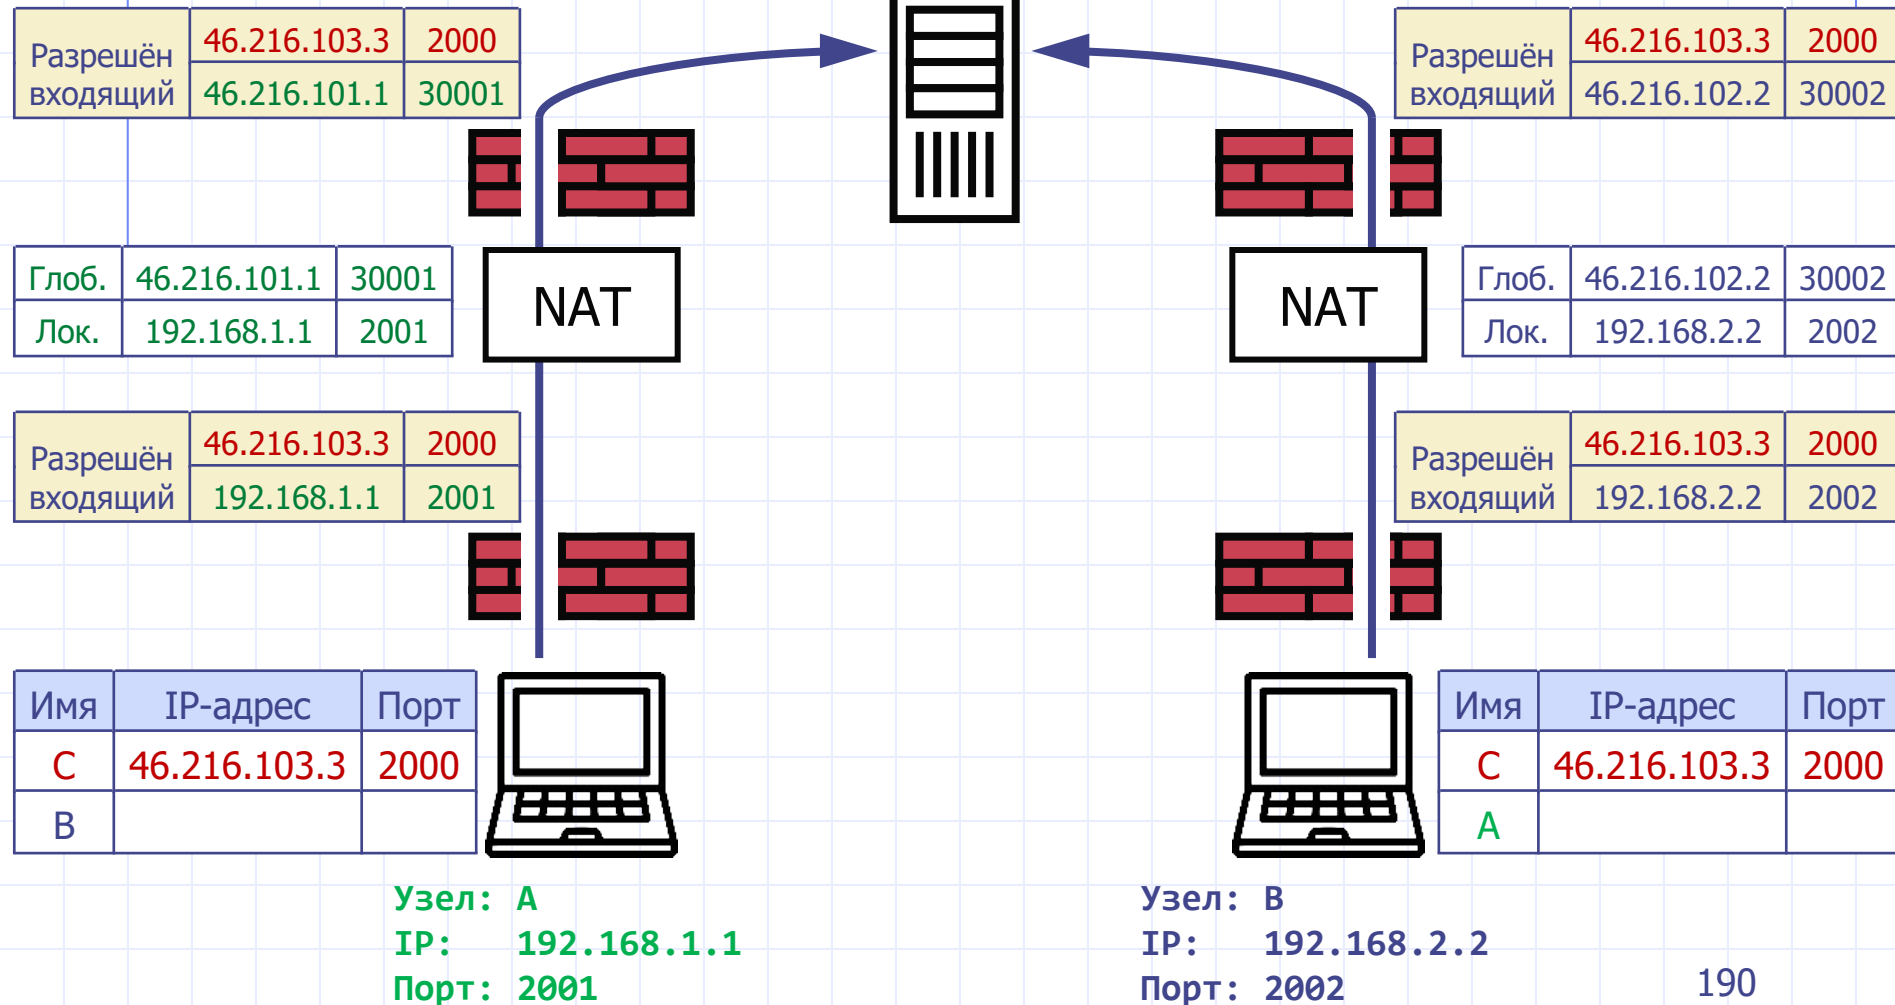 Разрешён входящий 46.216.103.3 2000
46.216.101.1 30001
Разрешён входящий 46.216.103.3 2000
46.216.102.2 30002
Глоб. 46.216.101.1 30001
Лок. 192.168.1.1 2001
NAT
NAT
Глоб. 46.216.102.2 30002
Лок. 192.168.2.2 2002
Разрешён входящий 46.216.103.3 2000
192.168.1.1 2001
Разрешён входящий 46.216.103.3 2000
192.168.2.2 2002
Имя IP-адрес Порт
C 46.216.103.3 2000
B
Имя IP-адрес Порт
C 46.216.103.3 2000
A
Узел: A
IP: 192.168.1.1
Порт: 2001
Узел: B
IP: 192.168.2.2
Порт: 2002
190